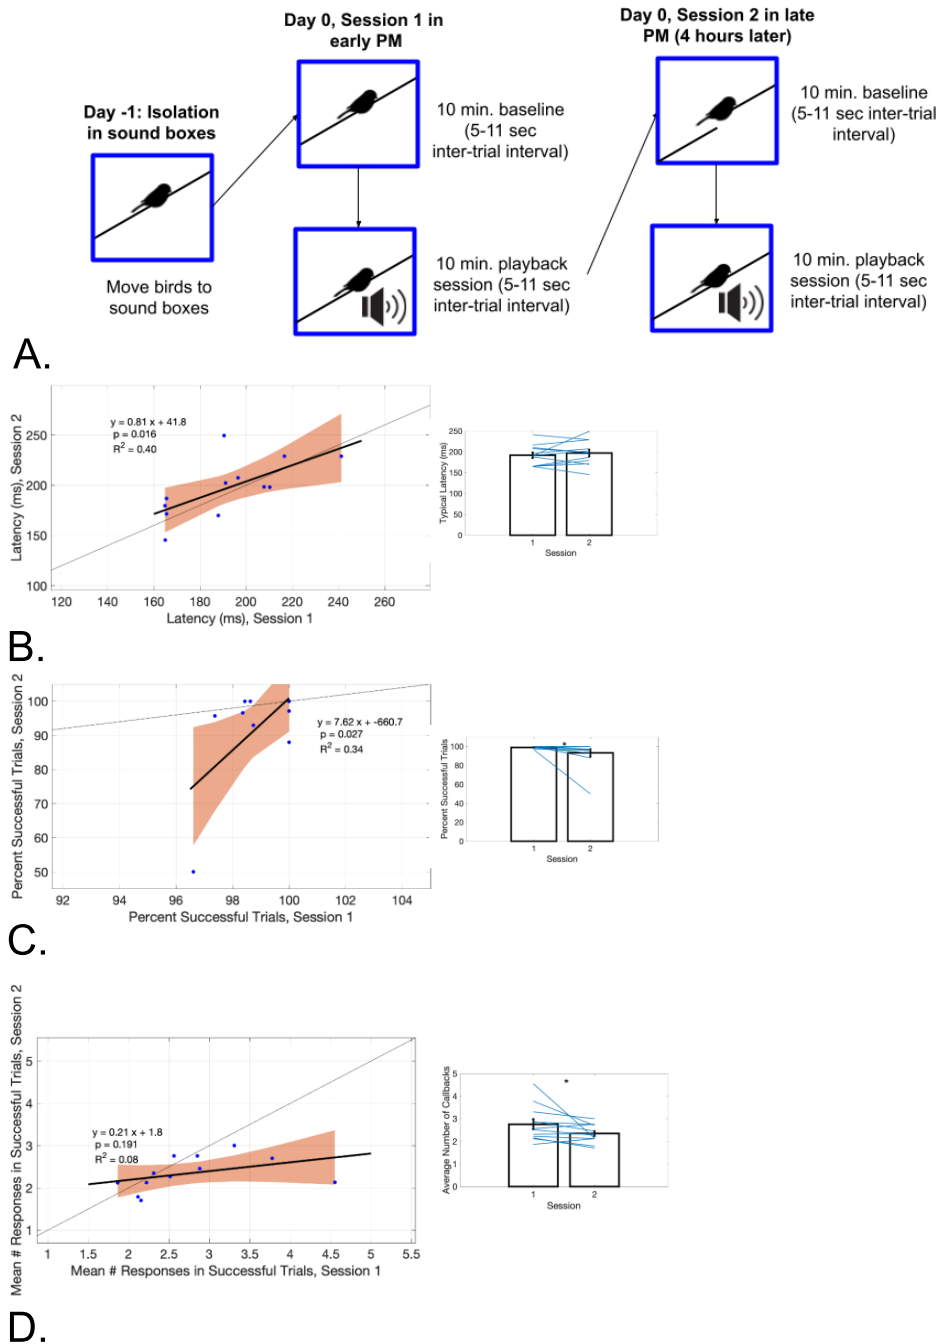 Day 0, Session 1 in
early PM
Day 0, Session 2 in late
PM (4 hours later)
Day -1: Isolation
in sound boxes
10 min. baseline
(5-11 sec
inter-trial interval)
10 min. baseline
(5-11 sec inter-trial
interval)
Move birds to
sound boxes
10 min. playback
session (5-11 sec
inter-trial interval)
10 min. playback
session (5-11 sec
inter-trial interval)
A.
Latency (ms), Session 2
250
200
150
100
y = 0.81 x + 41.8
p = 0.016
R² = 0.40
120 140 160 180 200 220 240 260
Latency (ms), Session 1
Typical Latency (ms)
250
200
150
100
50
0
1 2
Session
B.
Percent Successful Trials, Session 2
100
90
80
70
60
50
y = 7.62 x + -660.7
p = 0.027
R² = 0.34
92 94 96 98 100 102 104
Percent Successful Trials, Session 1
Percent Successful Trials
100
80
60
40
20
0
*
1 2
Session
C.
Mean # Responses in Successful Trials, Session 2
5
4
3
2
1
y = 0.21 x + 1.8
p = 0.191
R² = 0.08
1 1.5 2 2.5 3 3.5 4 4.5 5 5.5
Mean # Responses in Successful Trials, Session 1
Average Number of Callbacks
5
4
3
2
1
0
*
1 2
Session
D.